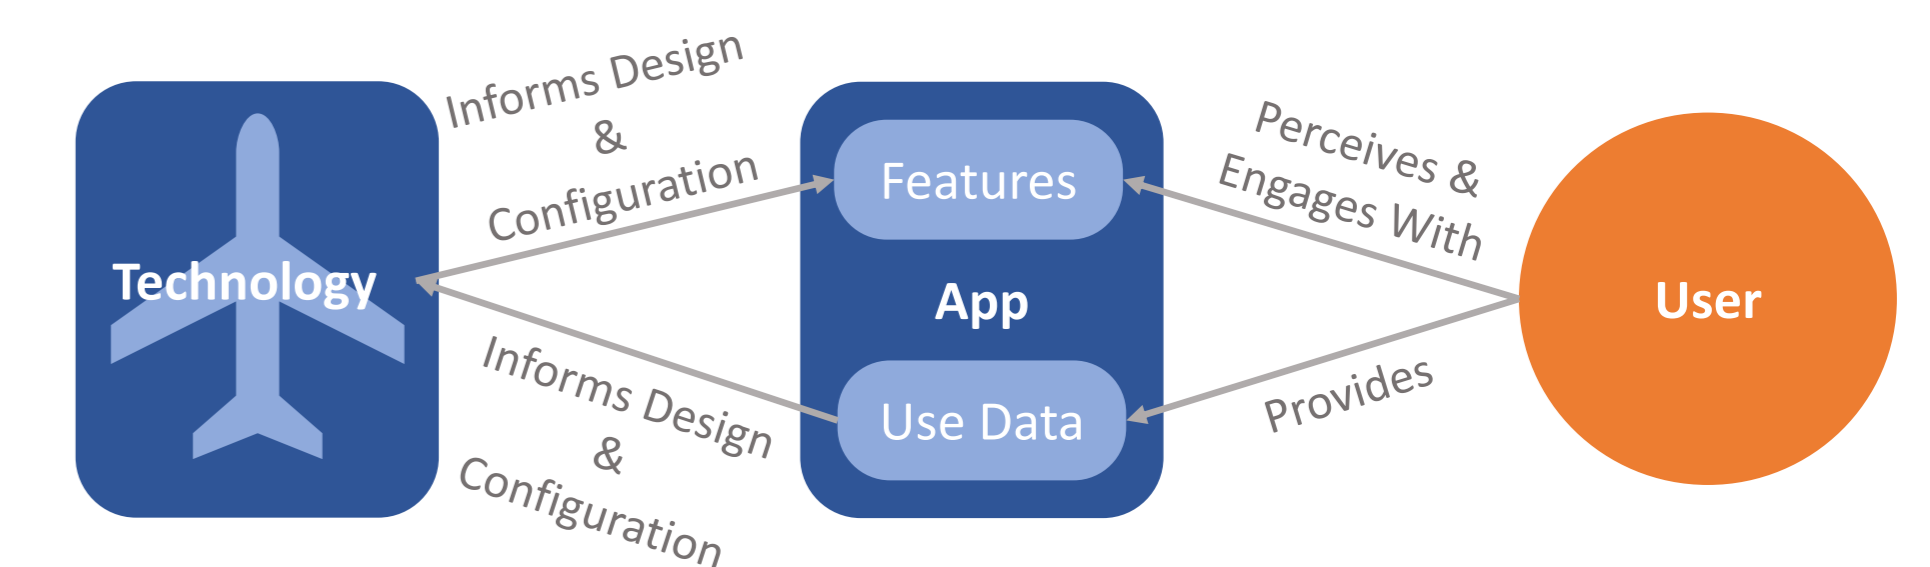 Technology
Informs Design
&
Configuration
Informs Design
&
Configuration
Features
App
Use Data
Perceives &
Engages With
Provides
User